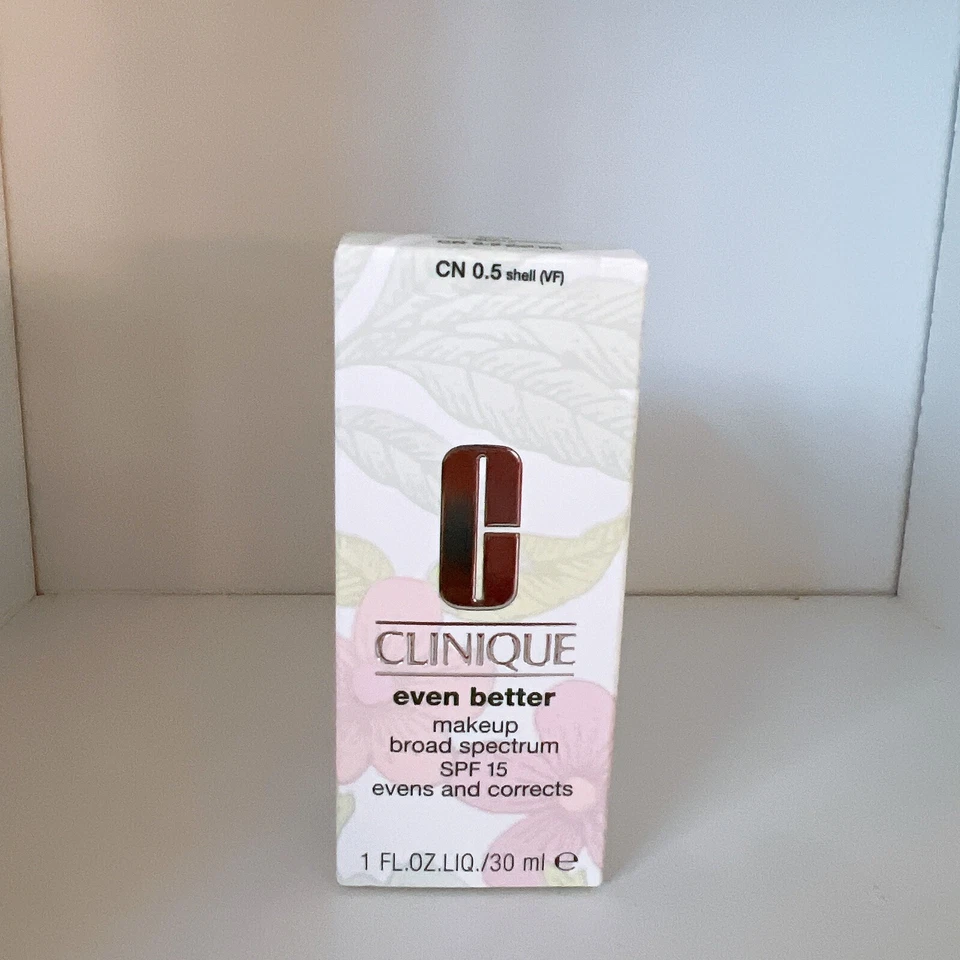 CN 0.5 shell (VF)
CLINIQUE
even better
makeup
broad spectrum
SPF 15
evens and corrects
1 FL.OZ.LIQ./30 ml ℮